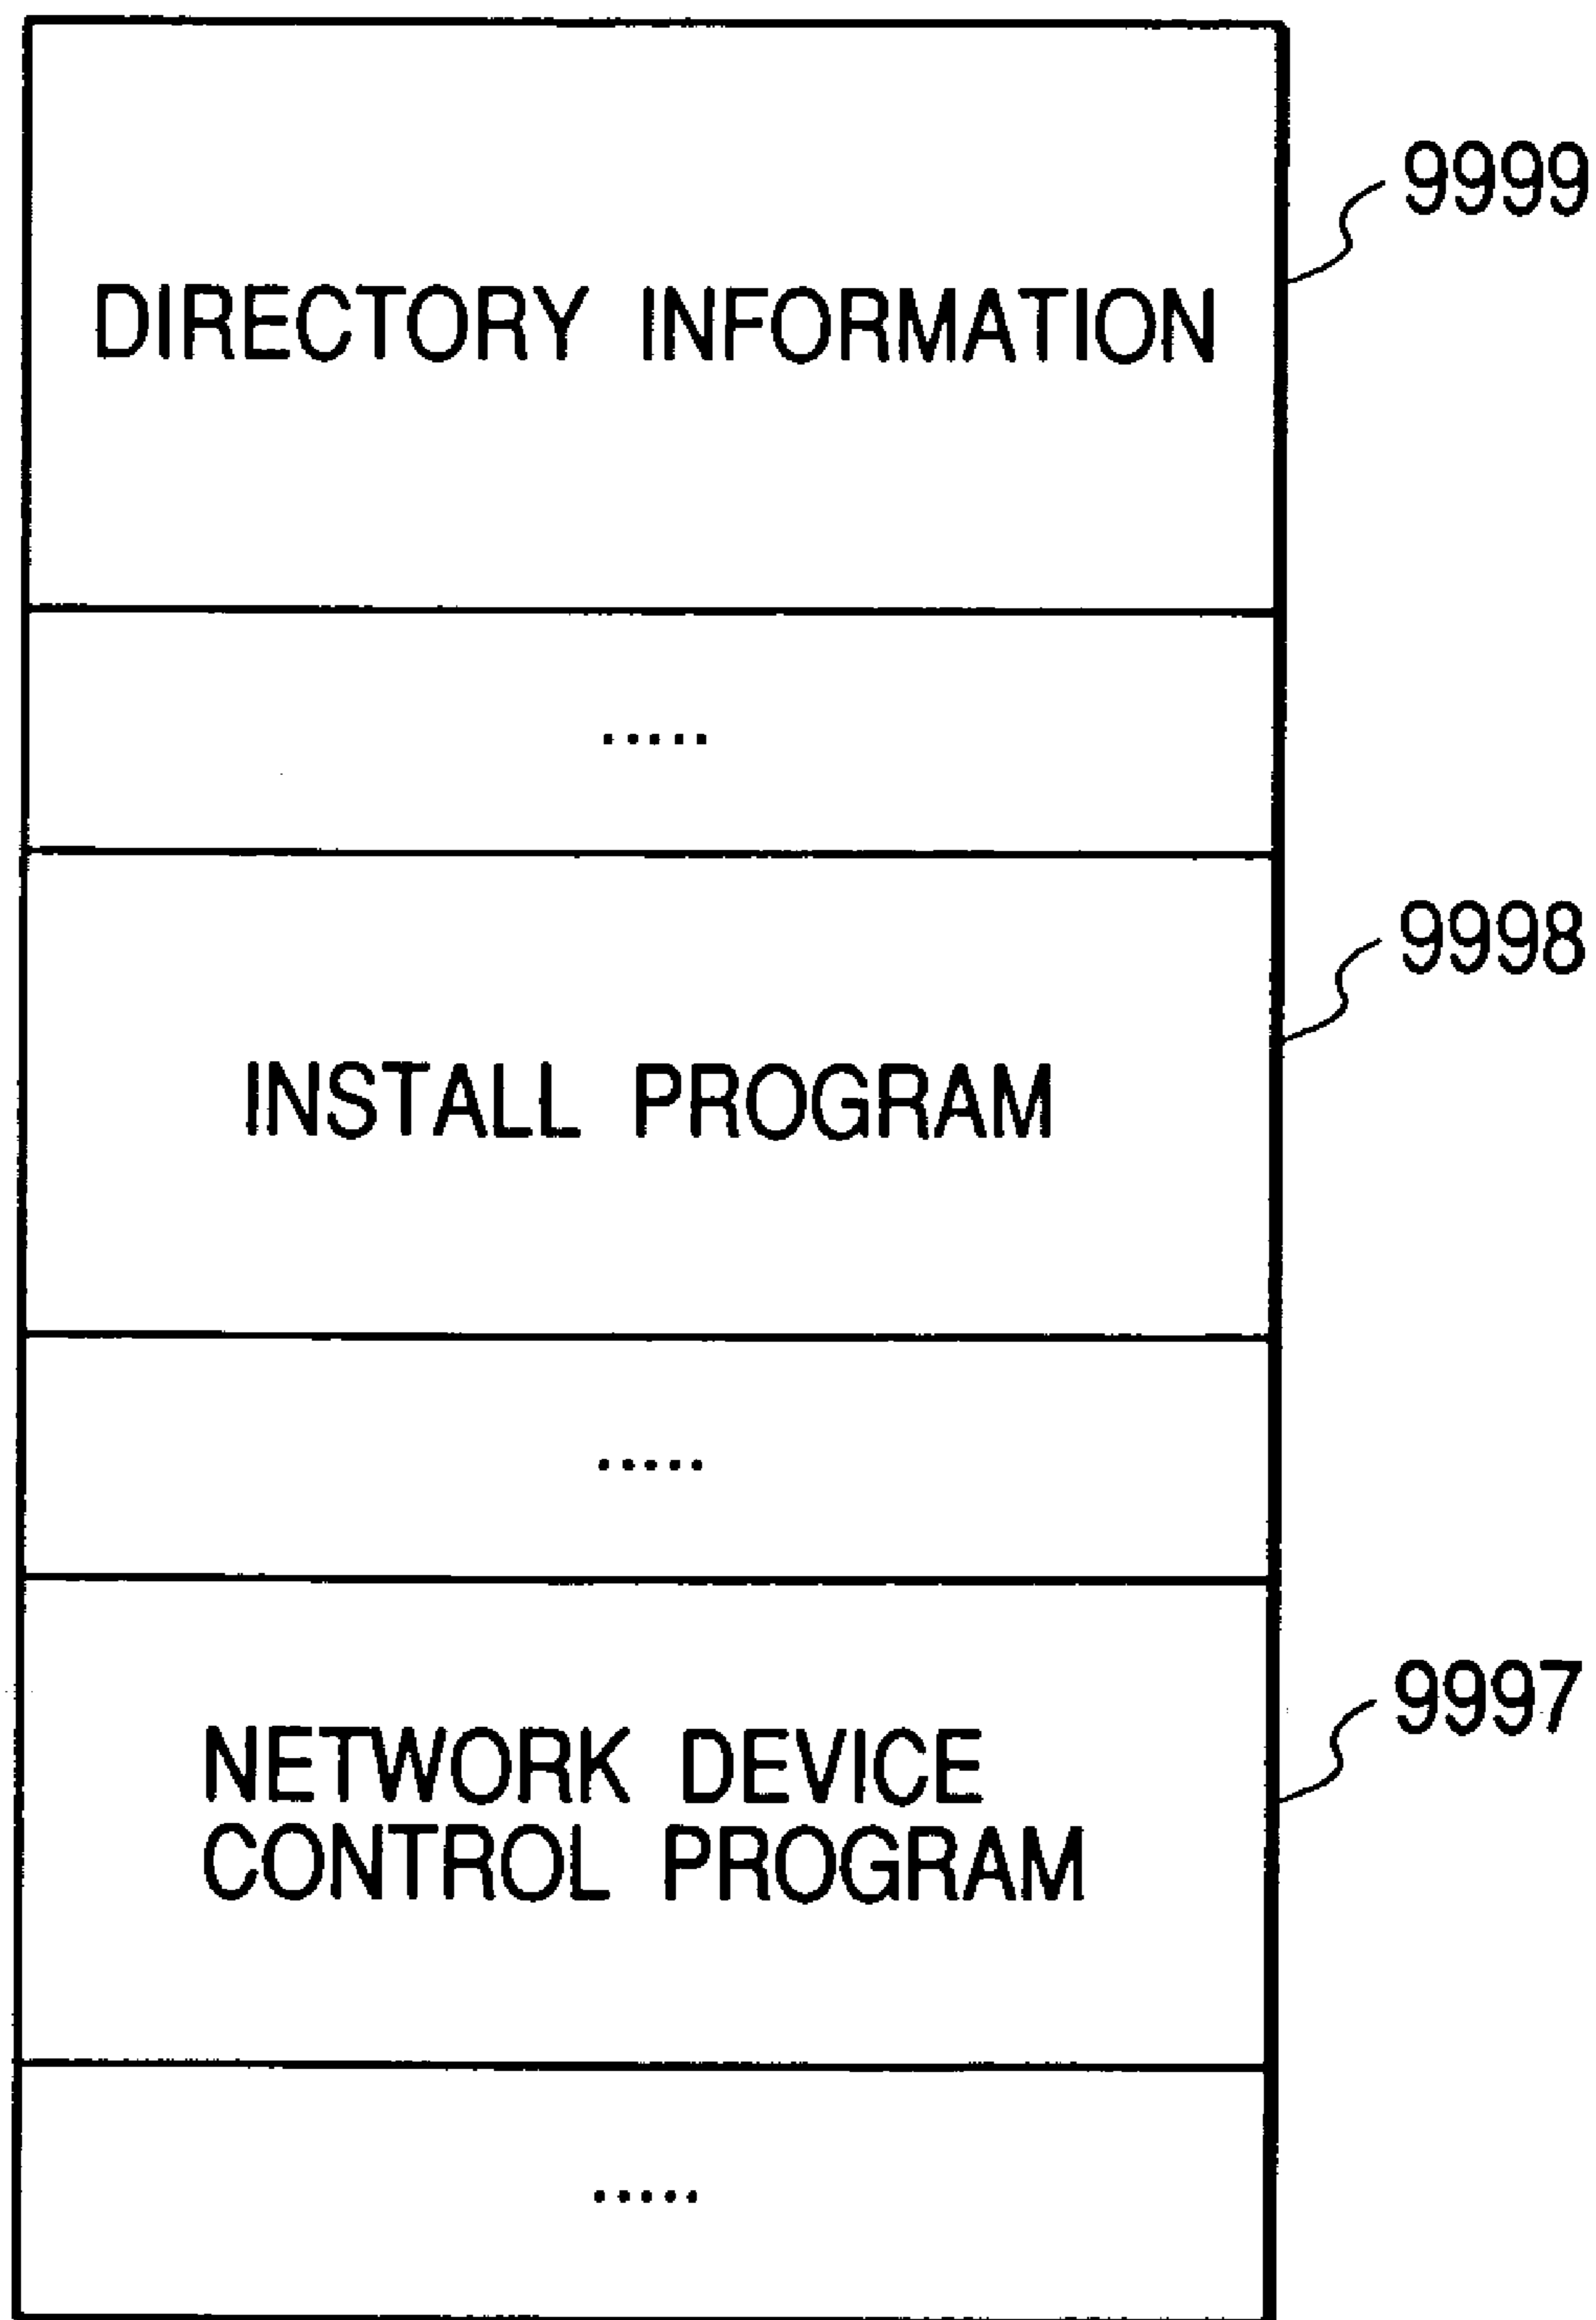 9999
DIRECTORY INFORMATION
.....
9998
INSTALL PROGRAM
.....
9997
NETWORK DEVICE
CONTROL PROGRAM
.....